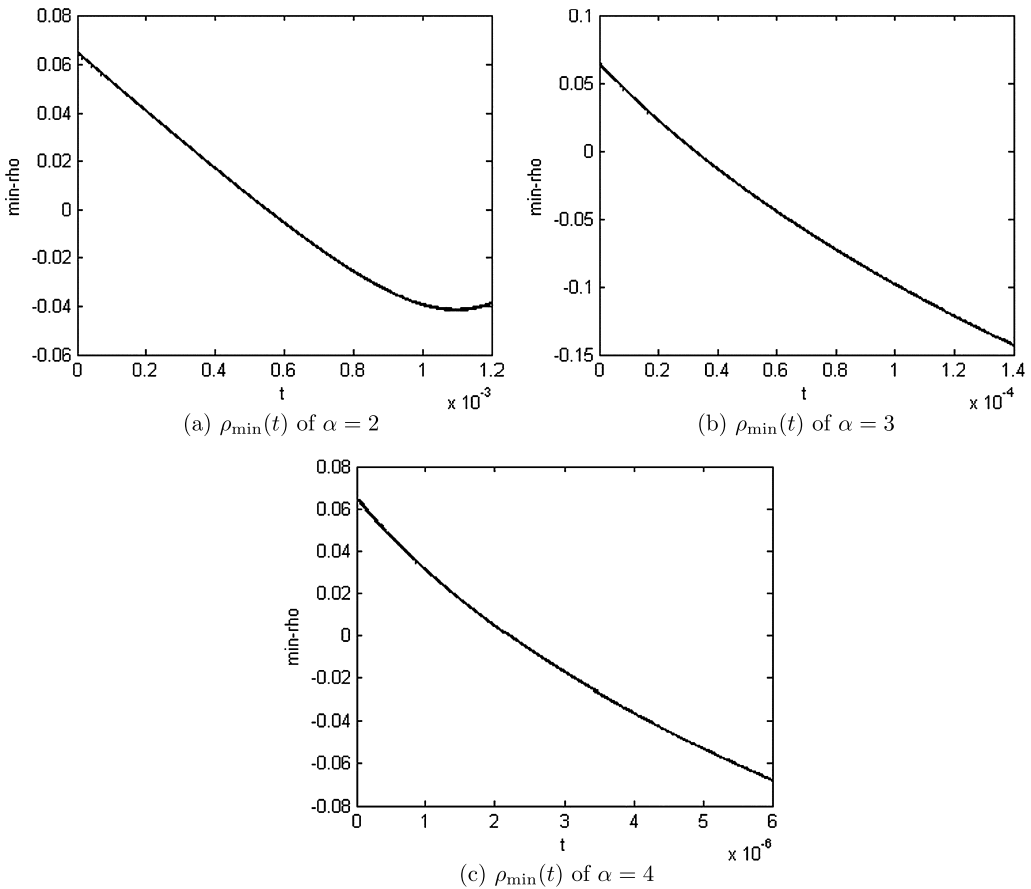 0.08
0.06
0.04
0.02
0
-0.02
-0.04
-0.06
min-rho
0 0.2 0.4 0.6 0.8 1 1.2
t
x 10^-3
(a) ρ_min(t) of α = 2
0.1
0.05
0
-0.05
-0.1
-0.15
min-rho
0 0.2 0.4 0.6 0.8 1 1.2 1.4
t
x 10^-4
(b) ρ_min(t) of α = 3
0.08
0.06
0.04
0.02
0
-0.02
-0.04
-0.06
-0.08
min-rho
0 1 2 3 4 5 6
t
x 10^-6
(c) ρ_min(t) of α = 4